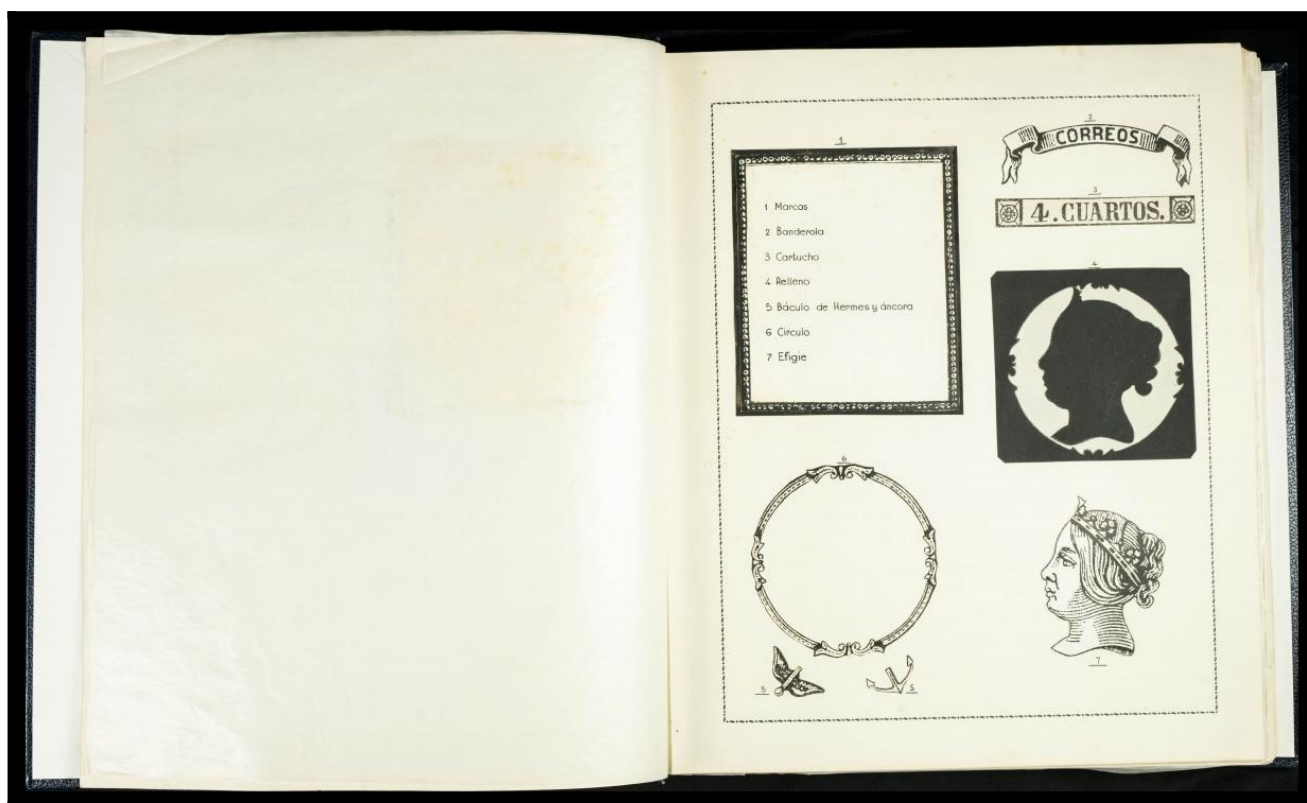 1
1 Marcos
2 Banderola
3 Cartucho
4 Relleno
5 Báculo de Hermes y áncora
6 Circulo
7 Efigie
2
CORREOS
3
4.CUARTOS.
4
6
5
5
7